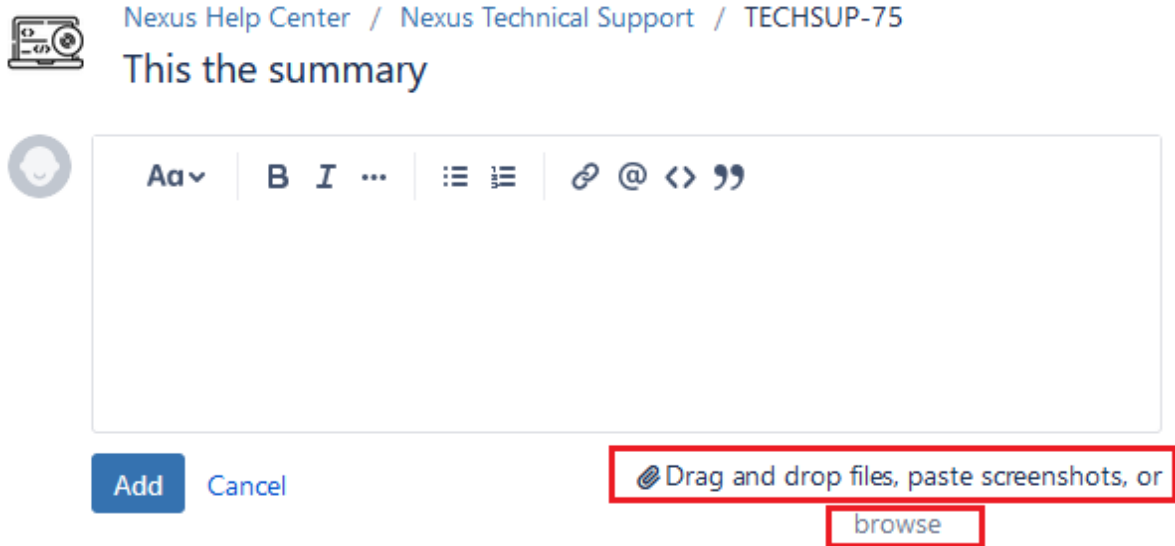 Nexus Help Center / Nexus Technical Support / TECHSUP-75
This the summary
Aa B I ... @ <> ”
Add Cancel Drag and drop files, paste screenshots, or
browse